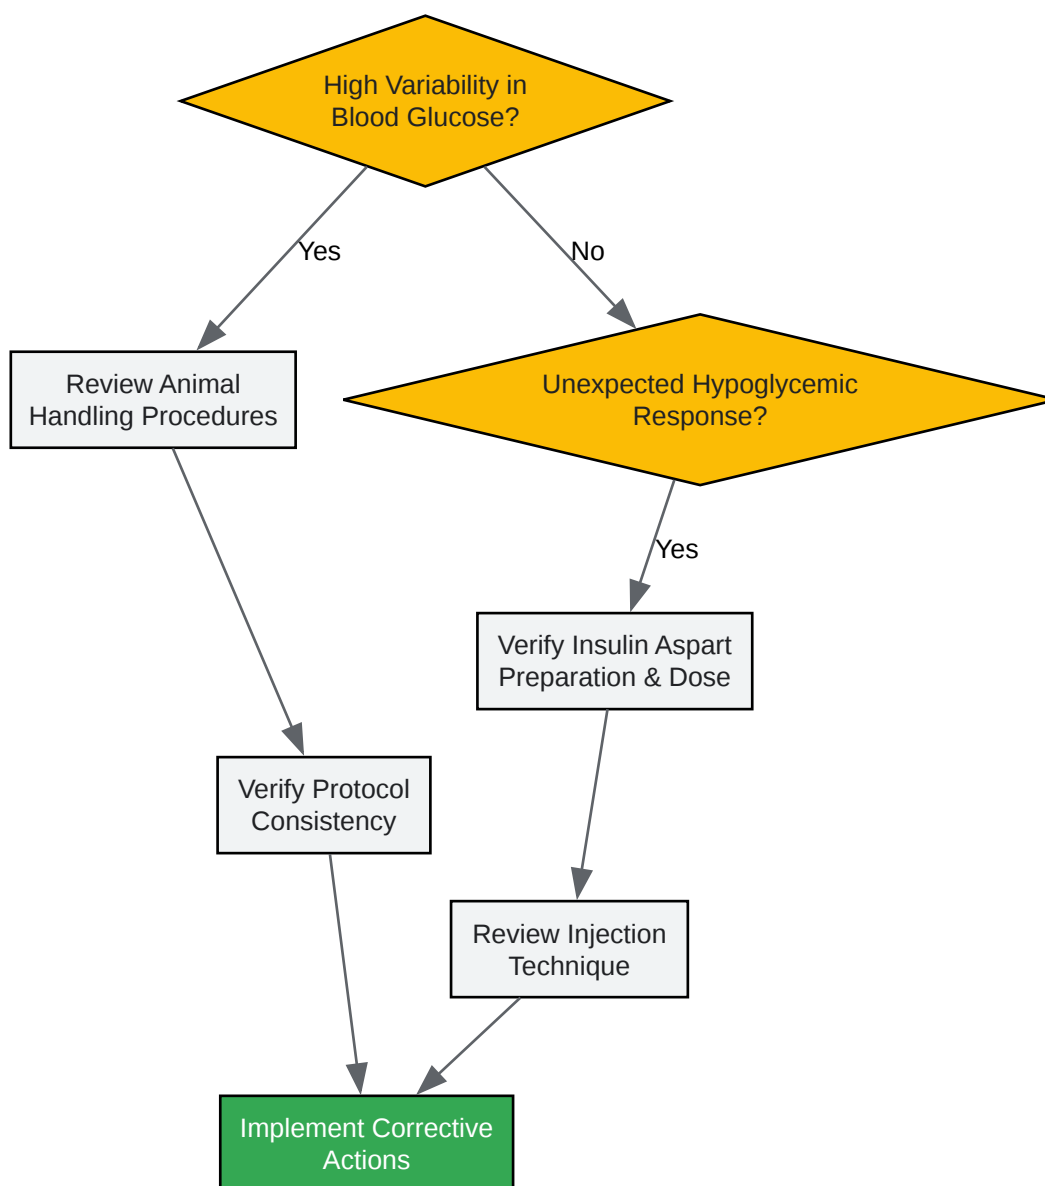 High Variability in
Blood Glucose?
Yes
No
Review Animal
Handling Procedures
Unexpected Hypoglycemic
Response?
Yes
Verify Insulin Aspart
Preparation & Dose
Verify Protocol
Consistency
Review Injection
Technique
Implement Corrective
Actions